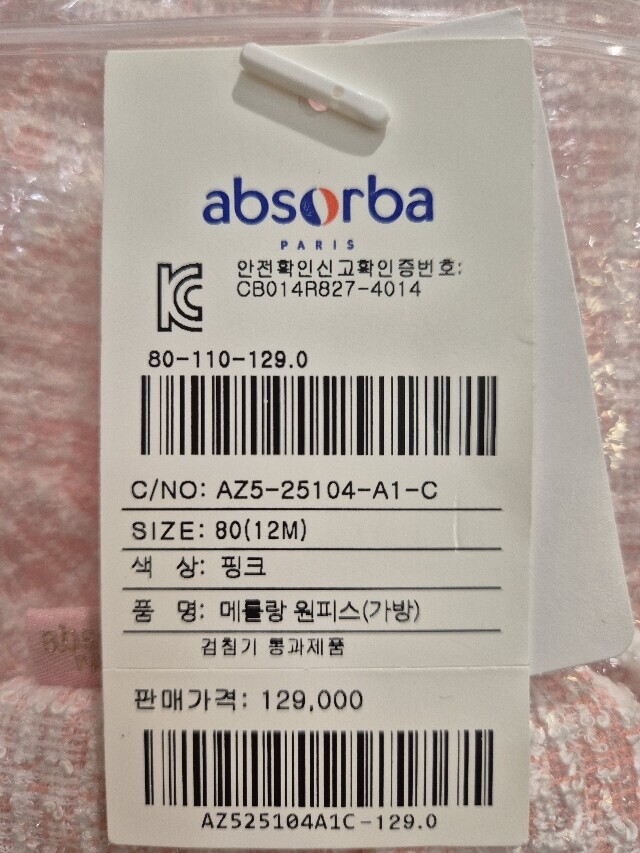 absorba
PARIS
안전확인신고확인증번호:
CB014R827-4014
80-110-129.0
C/NO: AZ5-25104-A1-C
SIZE: 80(12M)
색 상: 핑크
품 명: 메틀랑 원피스(가방)
검침기 통과제품
판매가격: 129,000
AZ525104A1C-129.0